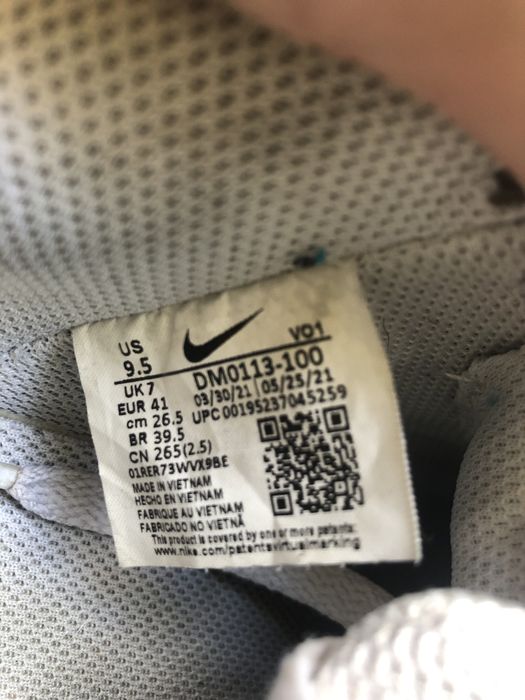 US
9.5
VO1
UK 7
DM0113-100
EUR 41
03/30/21 05/25/21
cm 26.5
UPC 00195237045259
BR 39.5
CN 265(2.5)
01RER73WVX9BE
MADE IN VIETNAM
HECHO EN VIETNAM
FABRIQUE AU VIETNAM
FABRICADO NO VIETNÃ
This product is covered by one or more patents:
www.nike.com/patentsvirtualmarking